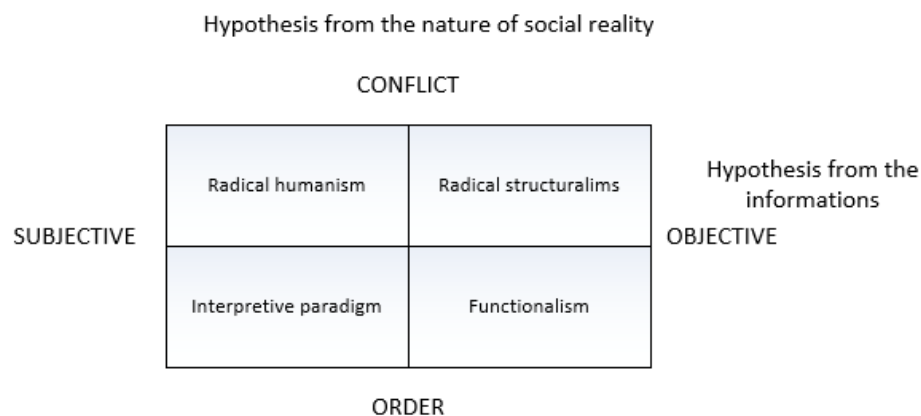 Hypothesis from the nature of social reality
CONFLICT
Radical humanism
Radical structuralims
Hypothesis from the
informations
SUBJECTIVE
OBJECTIVE
Interpretive paradigm
Functionalism
ORDER